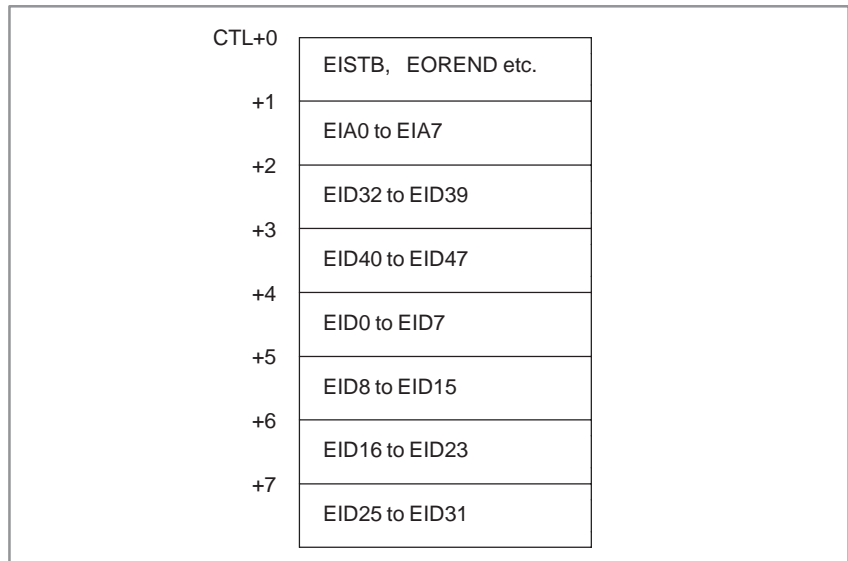 CTL+0
EISTB, EOREND etc.
+1
EIA0 to EIA7
+2
EID32 to EID39
+3
EID40 to EID47
+4
EID0 to EID7
+5
EID8 to EID15
+6
EID16 to EID23
+7
EID25 to EID31